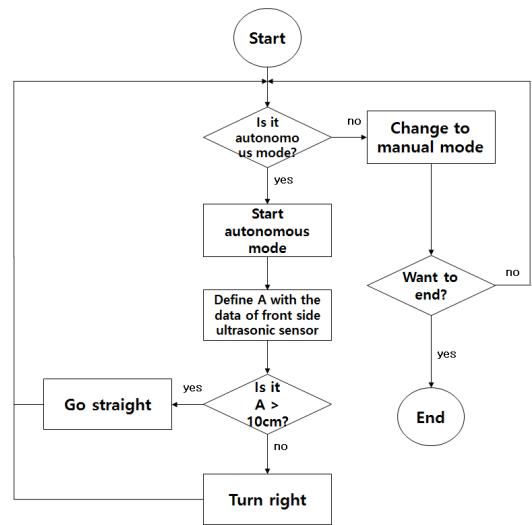 Start
Is it
autonomo
us mode?
no
Change to
manual mode
yes
Start
autonomous
mode
Want to
end?
no
Define A with the
data of front side
ultrasonic sensor
yes
Is it
A >
10cm?
yes
Go straight
End
no
Turn right